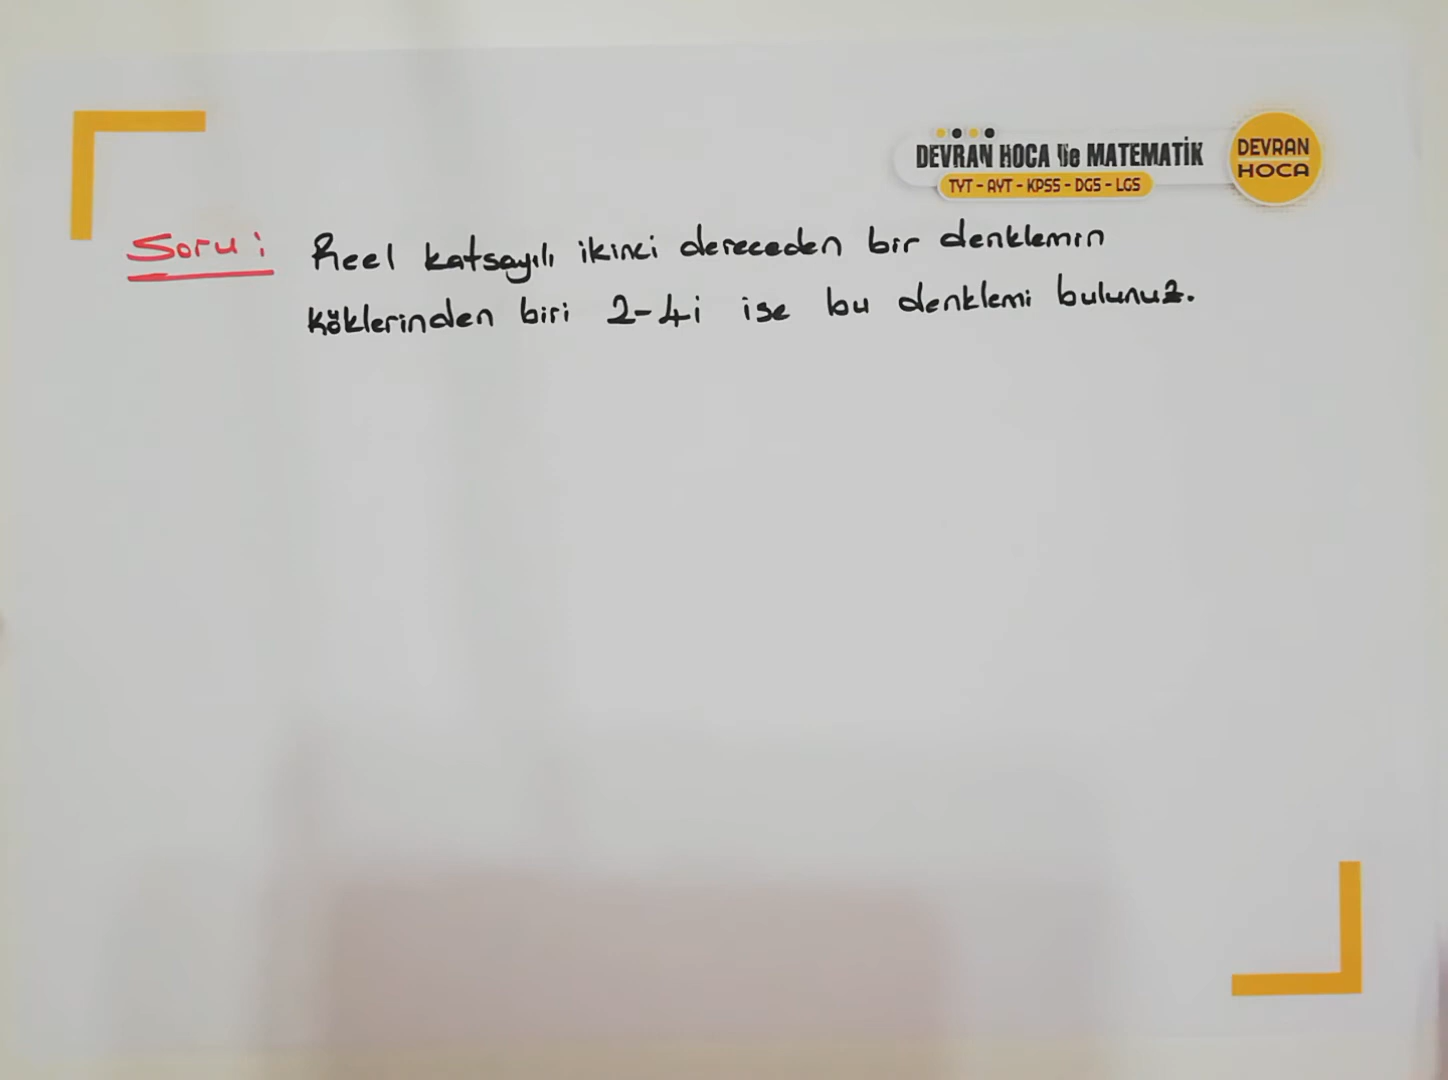 DEVRAN HOCA ile MATEMATİK
TYT - AYT - KPSS - DGS - LGS
DEVRAN
HOCA
Soru: Reel katsayılı ikinci dereceden bir denklemin
köklerinden biri 2-4i ise bu denklemi bulunuz.